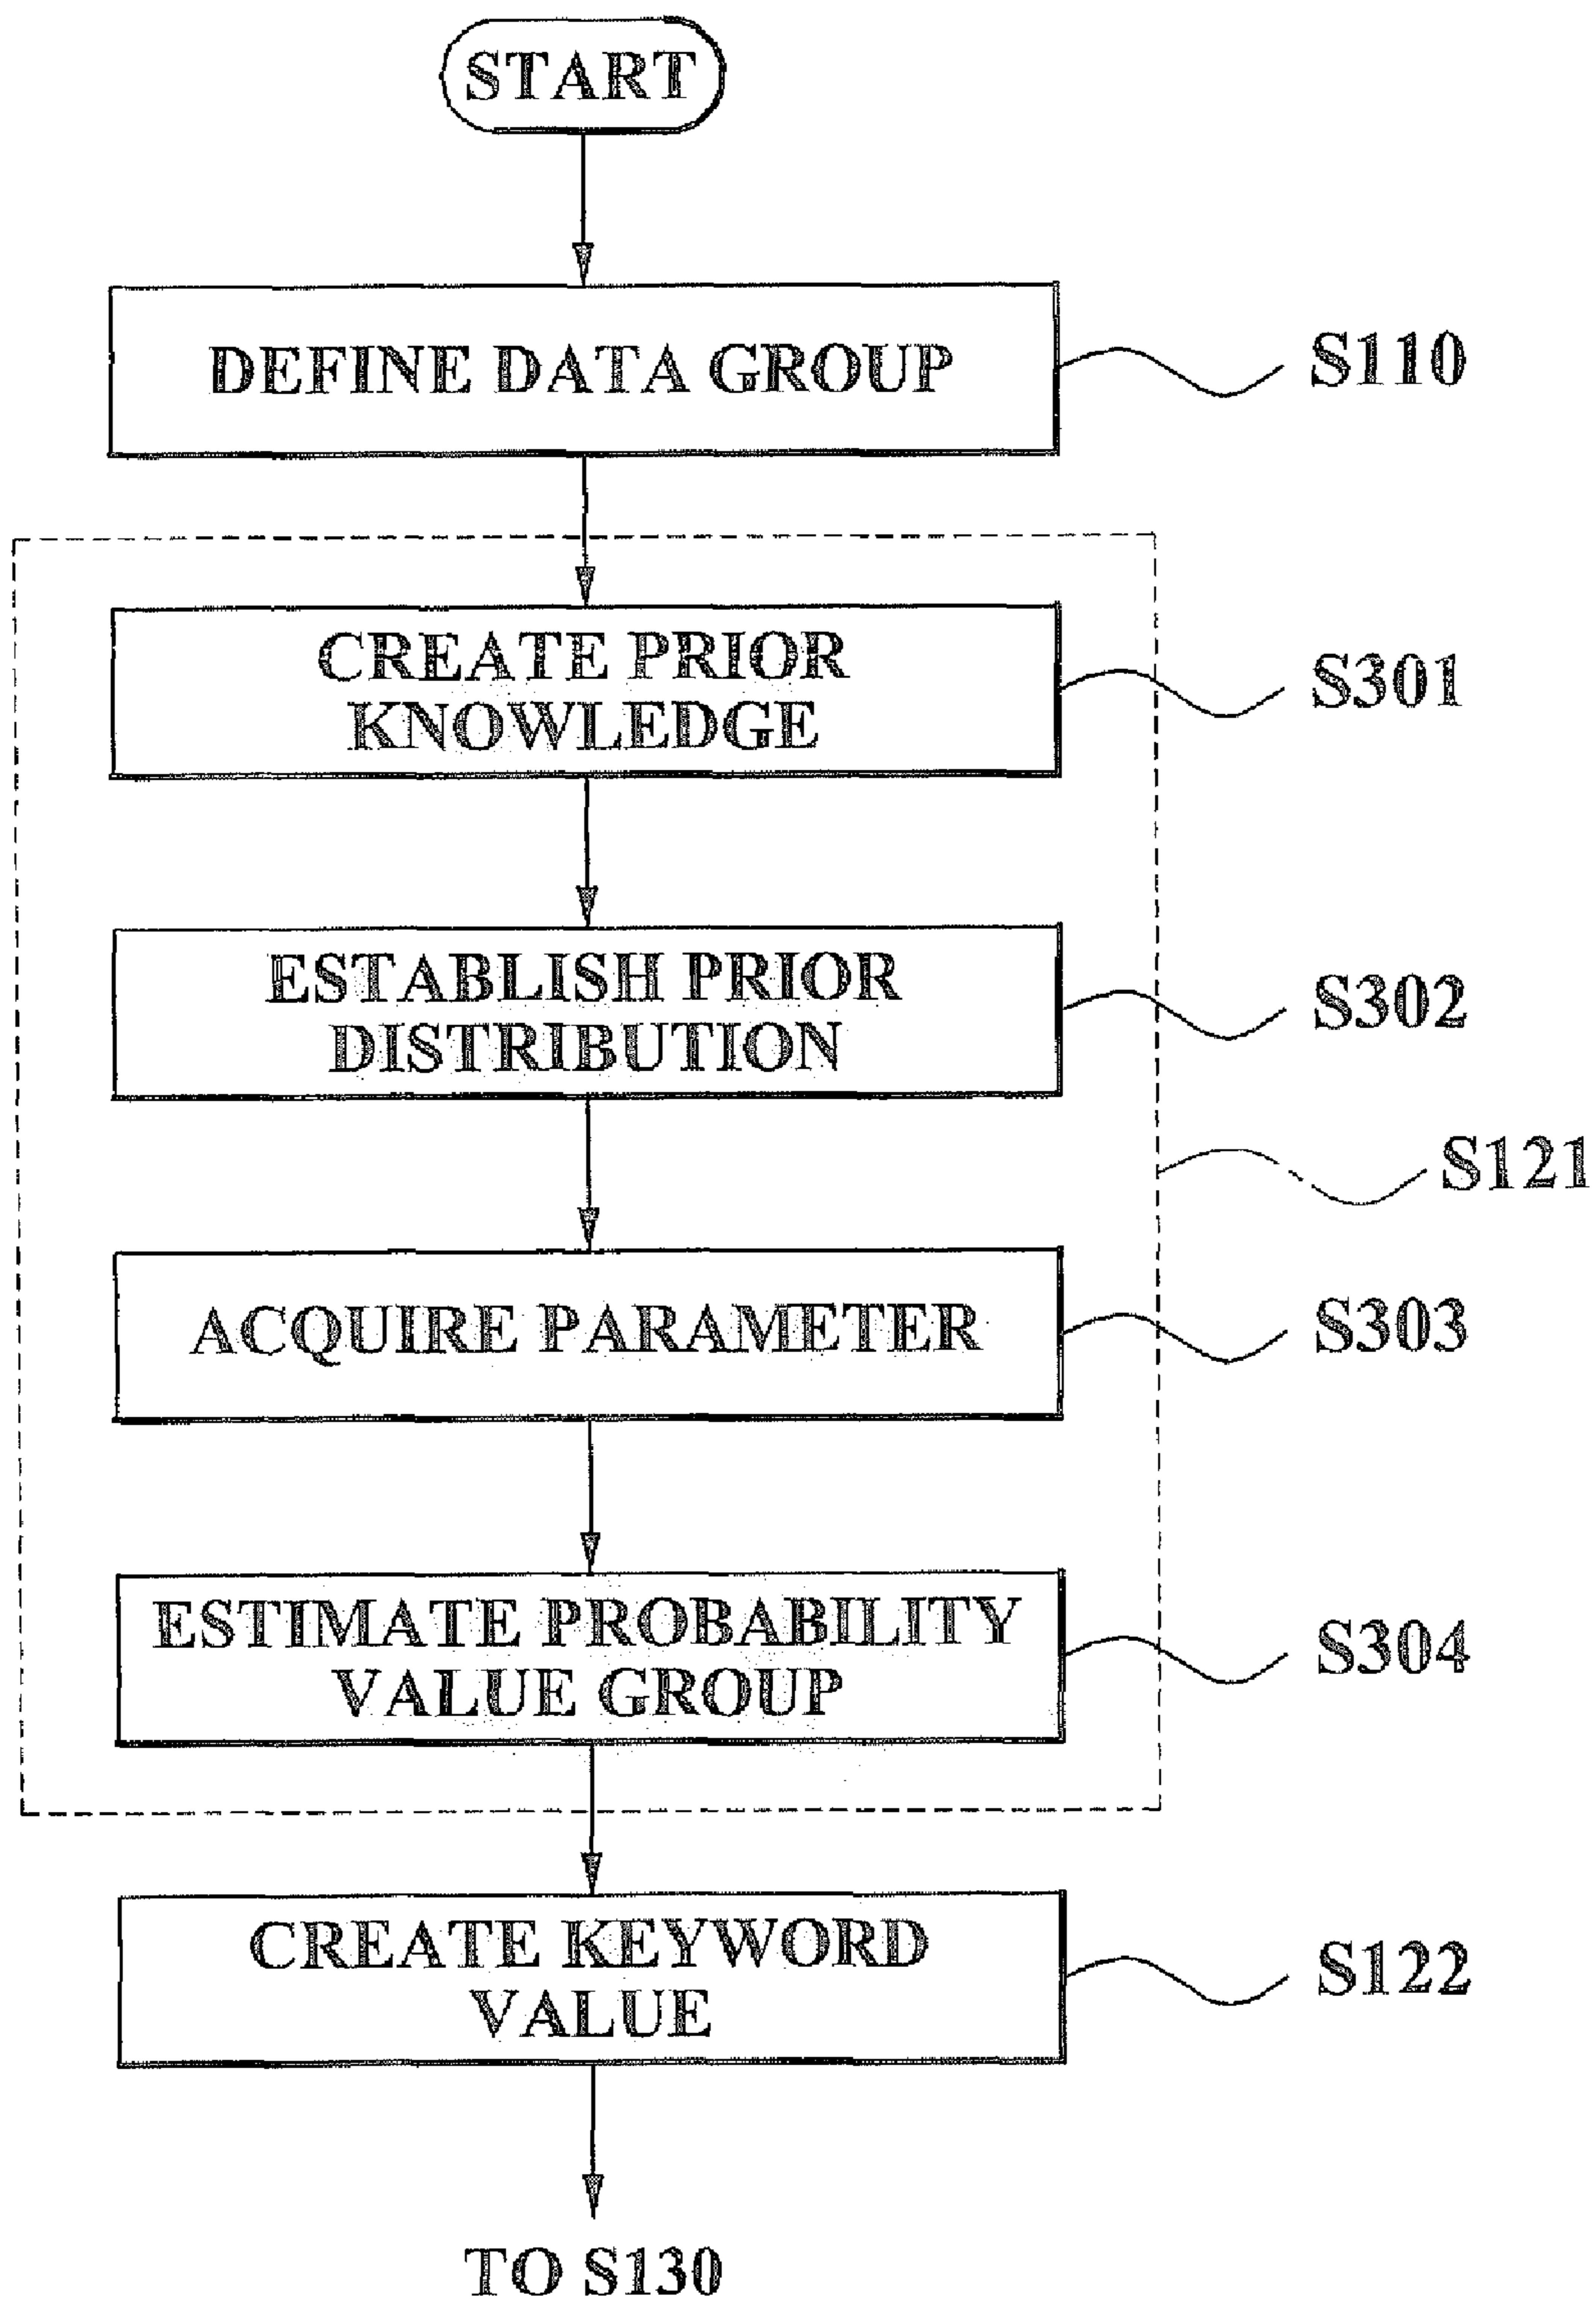 START
DEFINE DATA GROUP
S110
CREATE PRIOR
KNOWLEDGE
S301
ESTABLISH PRIOR
DISTRIBUTION
S302
S121
ACQUIRE PARAMETER
S303
ESTIMATE PROBABILITY
VALUE GROUP
S304
CREATE KEYWORD
VALUE
S122
TO S130